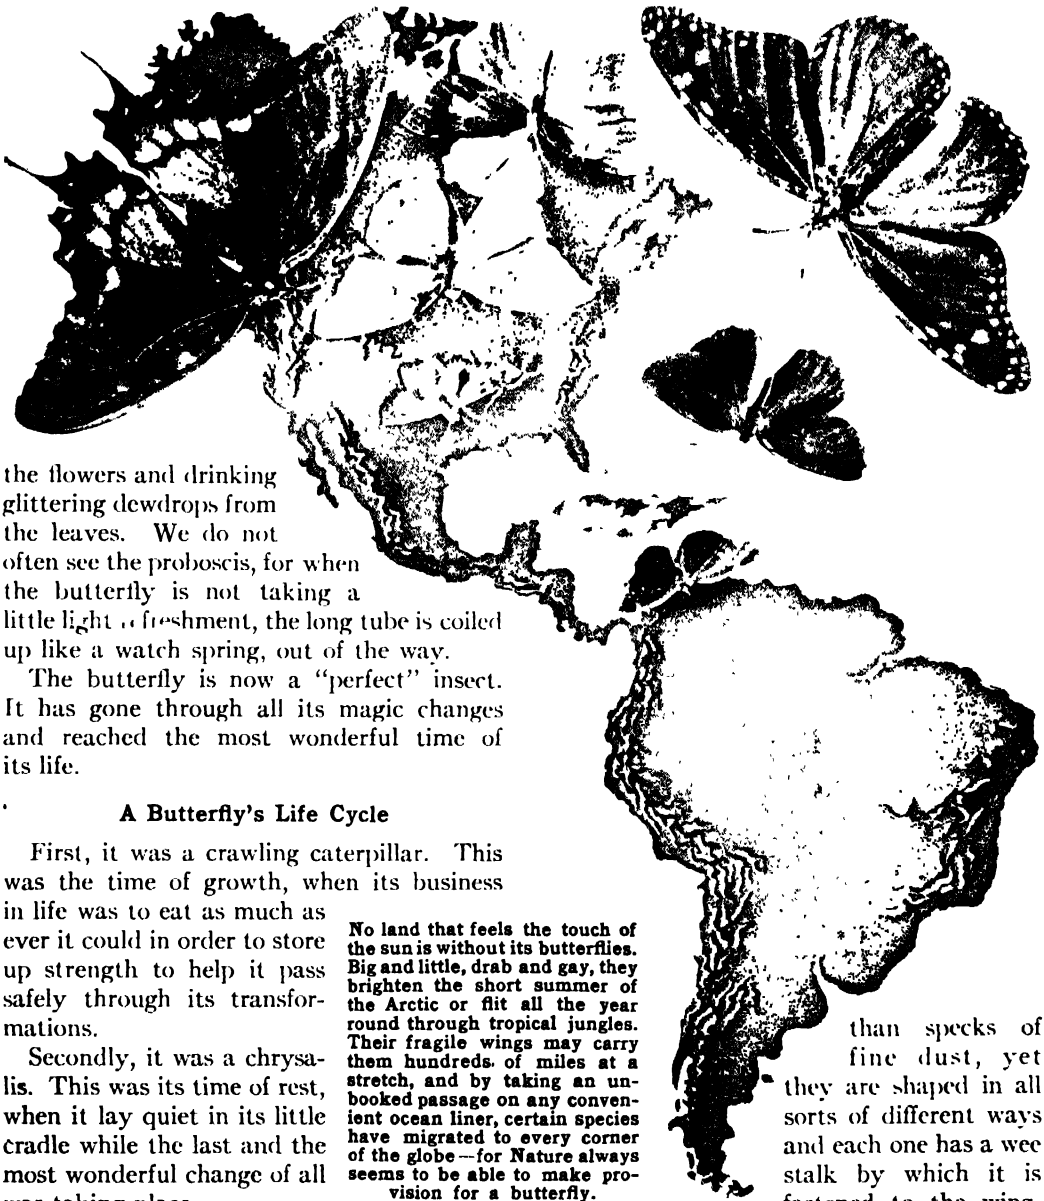 the flowers and drinking
glittering dewdrops from
the leaves. We do not
often see the proboscis, for when
the butterfly is not taking a
little light refreshment, the long tube is coiled
up like a watch spring, out of the way.
The butterfly is now a “perfect” insect.
It has gone through all its magic changes
and reached the most wonderful time of
its life.
A Butterfly’s Life Cycle
First, it was a crawling caterpillar. This
was the time of growth, when its business
in life was to eat as much as
ever it could in order to store
up strength to help it pass
safely through its transfor-
mations.
Secondly, it was a chrysa-
lis. This was its time of rest,
when it lay quiet in its little
cradle while the last and the
most wonderful change of all
was taking place
No land that feels the touch of
the sun is without its butterflies.
Big and little, drab and gay, they
brighten the short summer of
the Arctic or flit all the year
round through tropical jungles.
Their fragile wings may carry
them hundreds of miles at a
stretch, and by taking an un-
booked passage on any conven-
ient ocean liner, certain species
have migrated to every corner
of the globe—for Nature always
seems to be able to make pro-
vision for a butterfly.
than specks of
fine dust, yet
they are shaped in all
sorts of different ways
and each one has a wee
stalk by which it is
fastened to the wing